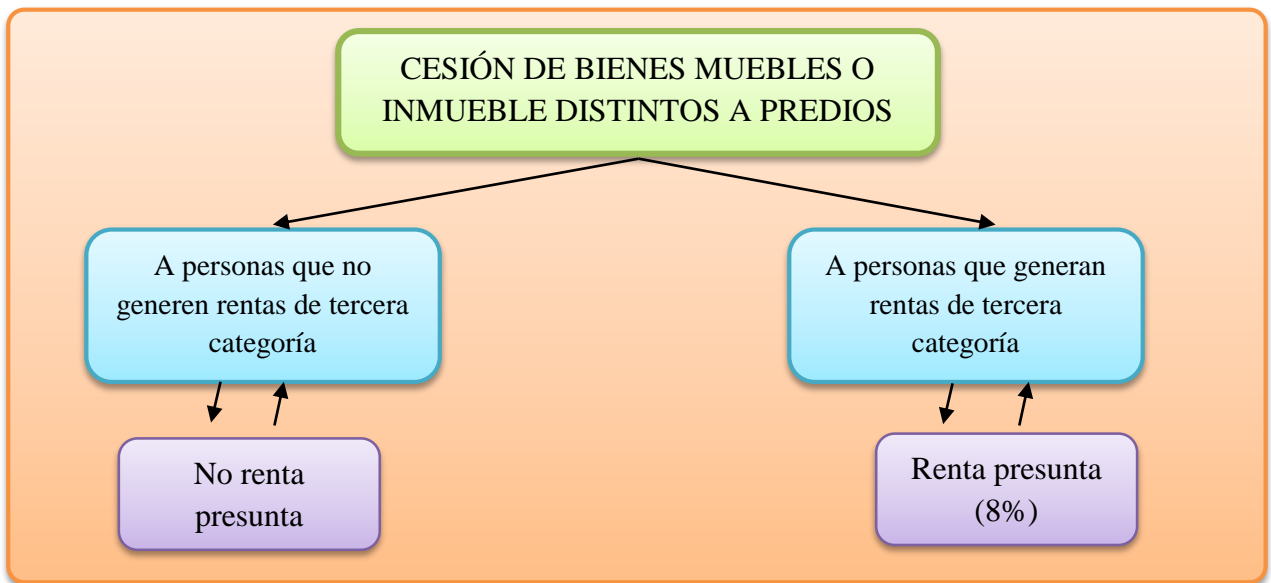 CESIÓN DE BIENES MUEBLES O
INMUEBLE DISTINTOS A PREDIOS
A personas que no
generen rentas de tercera
categoría
A personas que generan
rentas de tercera
categoría
No renta
presunta
Renta presunta
(8%)